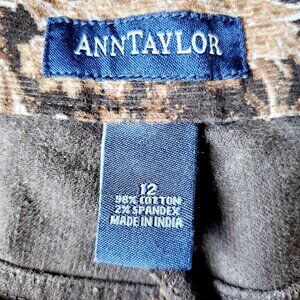 ANNTAYLOR
12
98% COTTON
2% SPANDEX
MADE IN INDIA